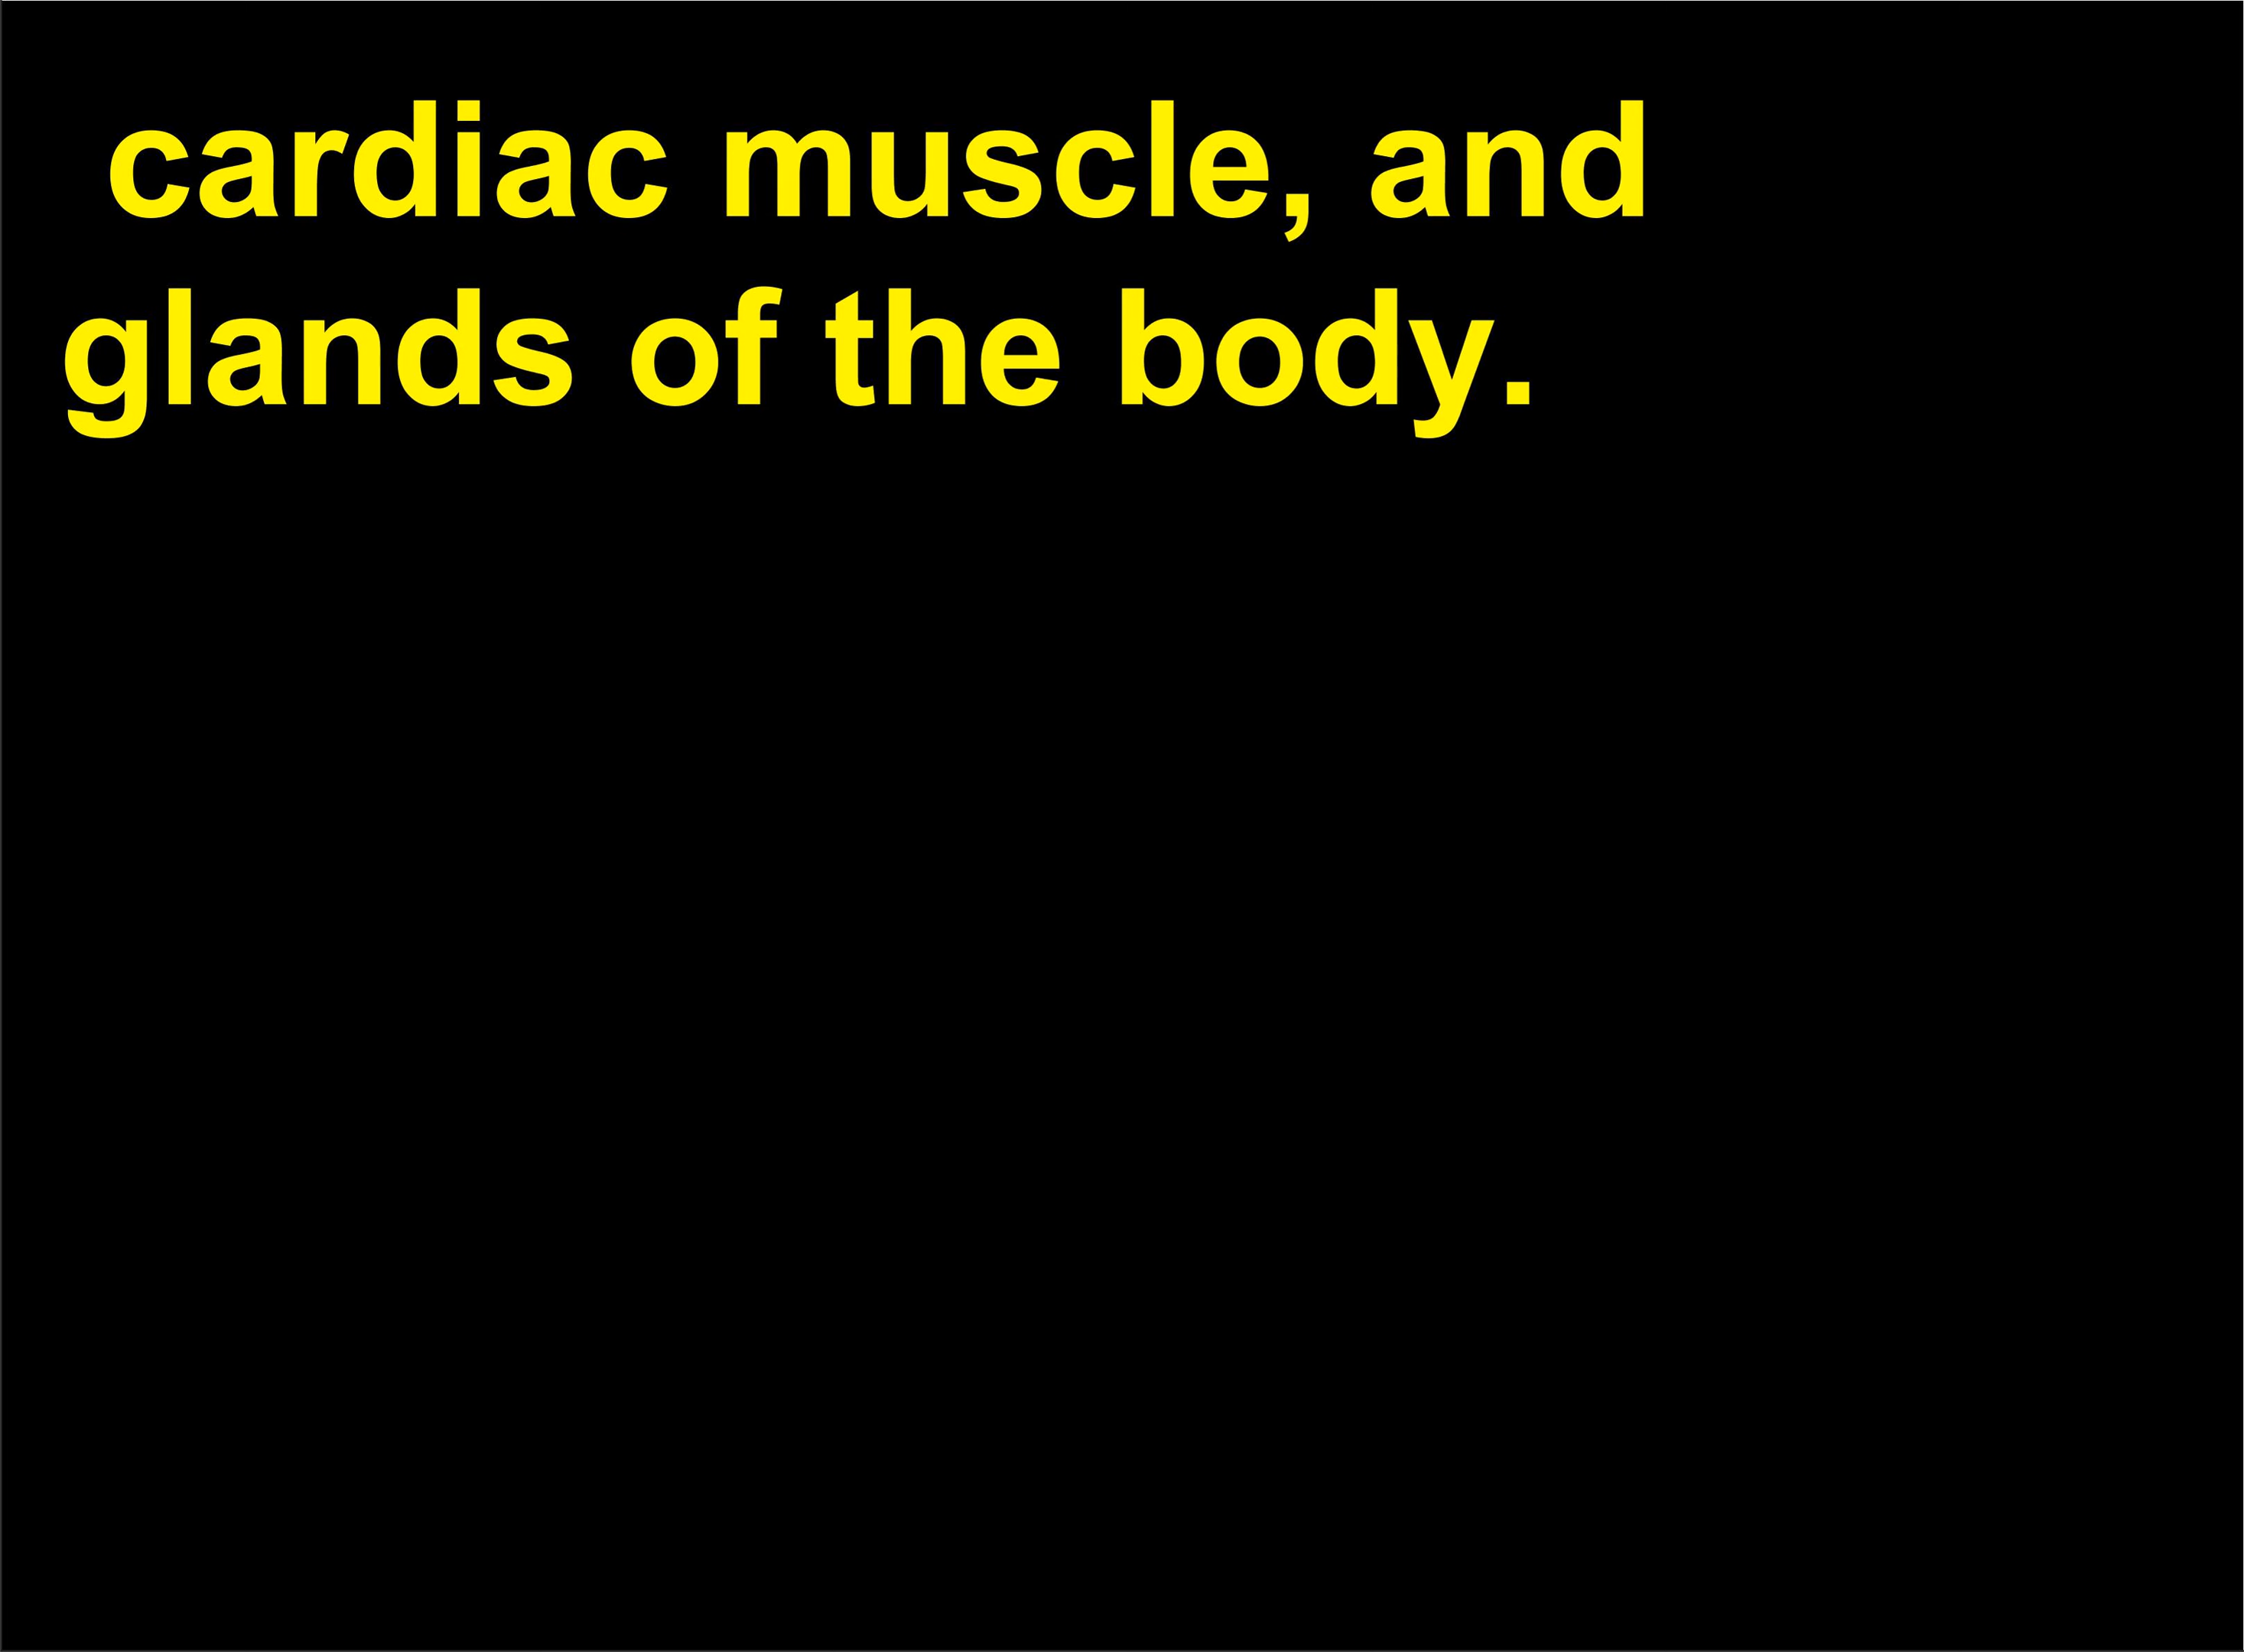 cardiac muscle, and
glands of the body.